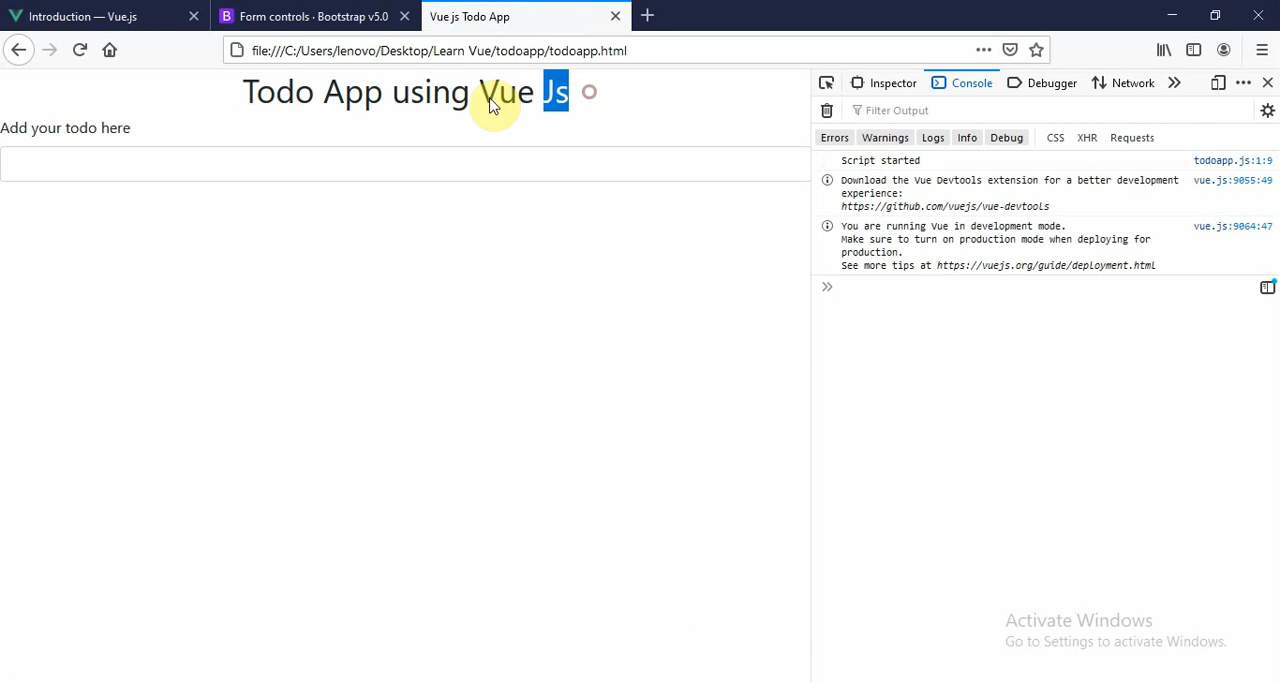 Introduction — Vue.js
B Form controls · Bootstrap v5.0
Vue js Todo App
file:///C:/Users/lenovo/Desktop/Learn Vue/todoapp/todoapp.html
Todo App using Vue Js
Add your todo here
Inspector
Console
Debugger
Network
Filter Output
Errors
Warnings
Logs
Info
Debug
CSS
XHR
Requests
Script started
todoapp.js:1:9
Download the Vue Devtools extension for a better development
vue.js:9055:49
experience:
https://github.com/vuejs/vue-devtools
You are running Vue in development mode.
vue.js:9064:47
Make sure to turn on production mode when deploying for
production.
See more tips at https://vuejs.org/guide/deployment.html
Activate Windows
Go to Settings to activate Windows.